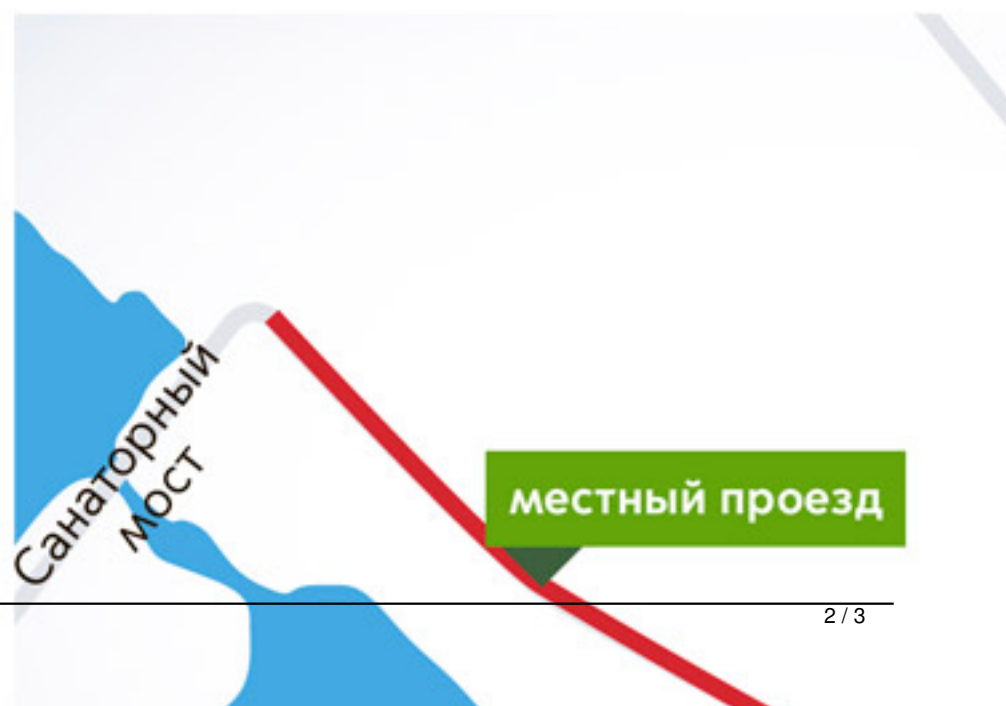 Санаторный
мост
местный проезд
2 / 3